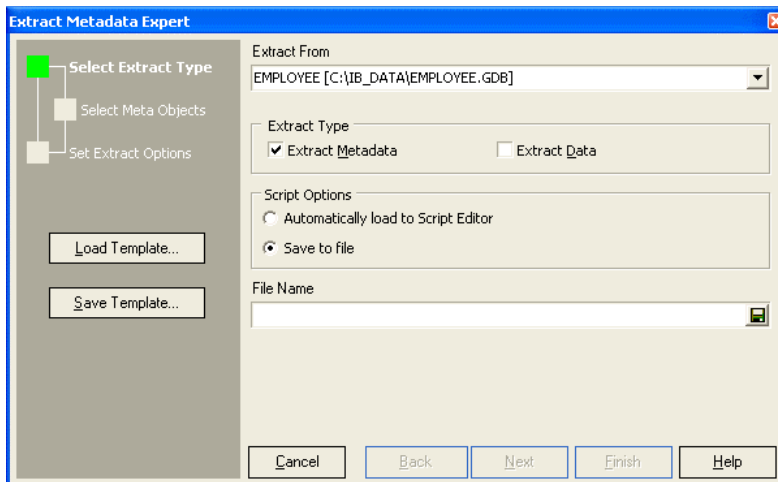 Extract Metadata Expert
Select Extract Type
Select Meta Objects
Set Extract Options
Load Template...
Save Template...
Extract From
EMPLOYEE [C:\IB_DATA\EMPLOYEE.GDB]
Extract Type
Extract Metadata Extract Data
Script Options
Automatically load to Script Editor
Save to file
File Name
Cancel Back Next Finish Help